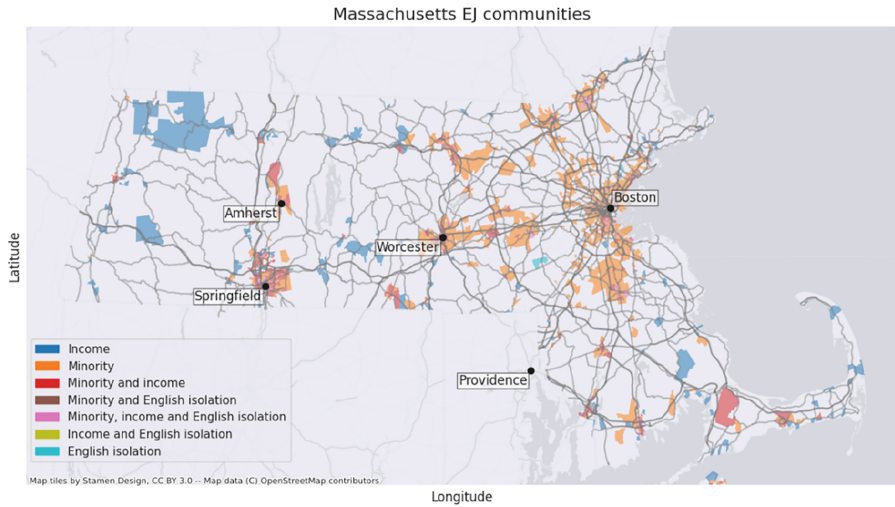 Massachusetts EJ communities
Latitude
Boston
Amherst
Worcester
Springfield
Providence
Income
Minority
Minority and income
Minority and English isolation
Minority, income and English isolation
Income and English isolation
English isolation
Map tiles by Stamen Design, CC BY 3.0 -- Map data (C) OpenStreetMap contributors
Longitude